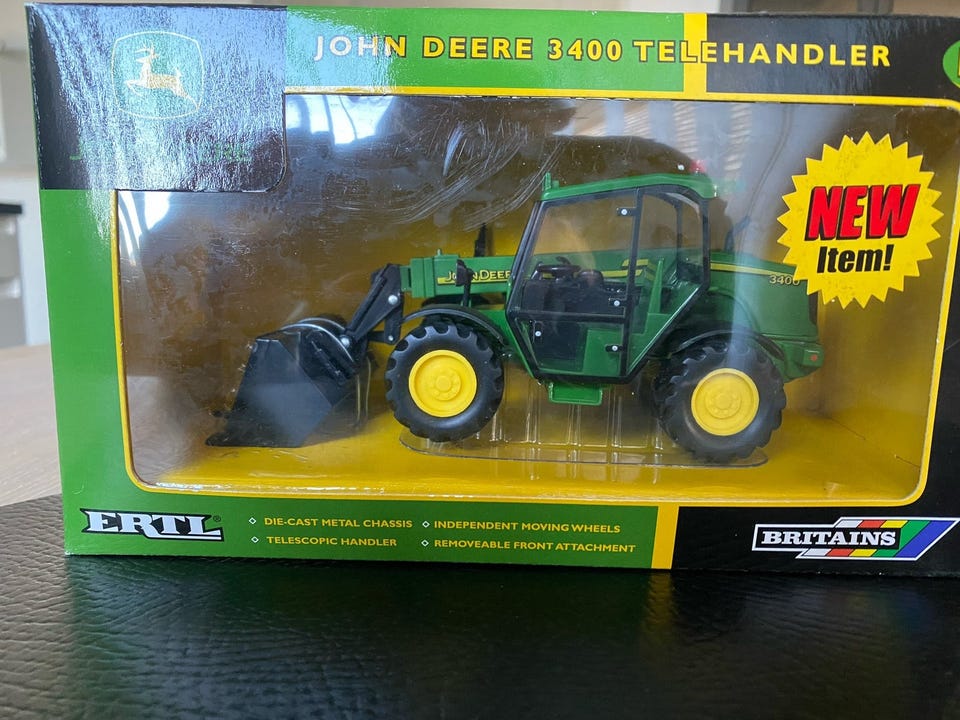 JOHN DEERE 3400 TELEHANDLER
NEW
Item!
JOHN DEERE
3400
ERTL®
◇ DIE-CAST METAL CHASSIS ◇ INDEPENDENT MOVING WHEELS
◇ TELESCOPIC HANDLER ◇ REMOVEABLE FRONT ATTACHMENT
BRITAINS